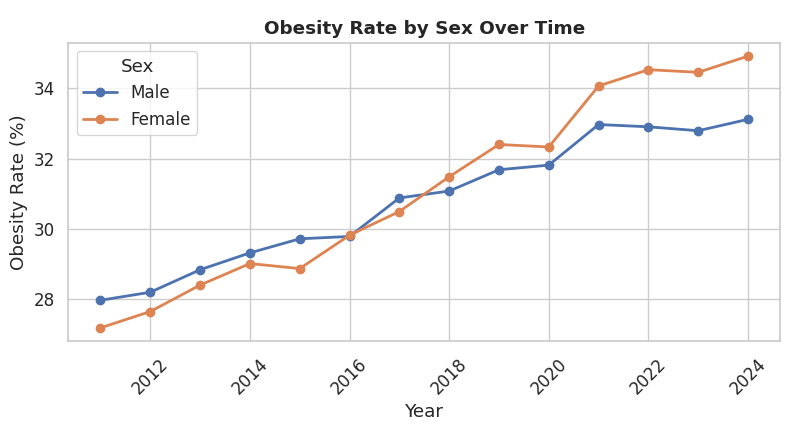 Obesity Rate by Sex Over Time
Sex
Male
Female
Obesity Rate (%)
34
32
30
28
2012
2014
2016
2018
2020
2022
2024
Year